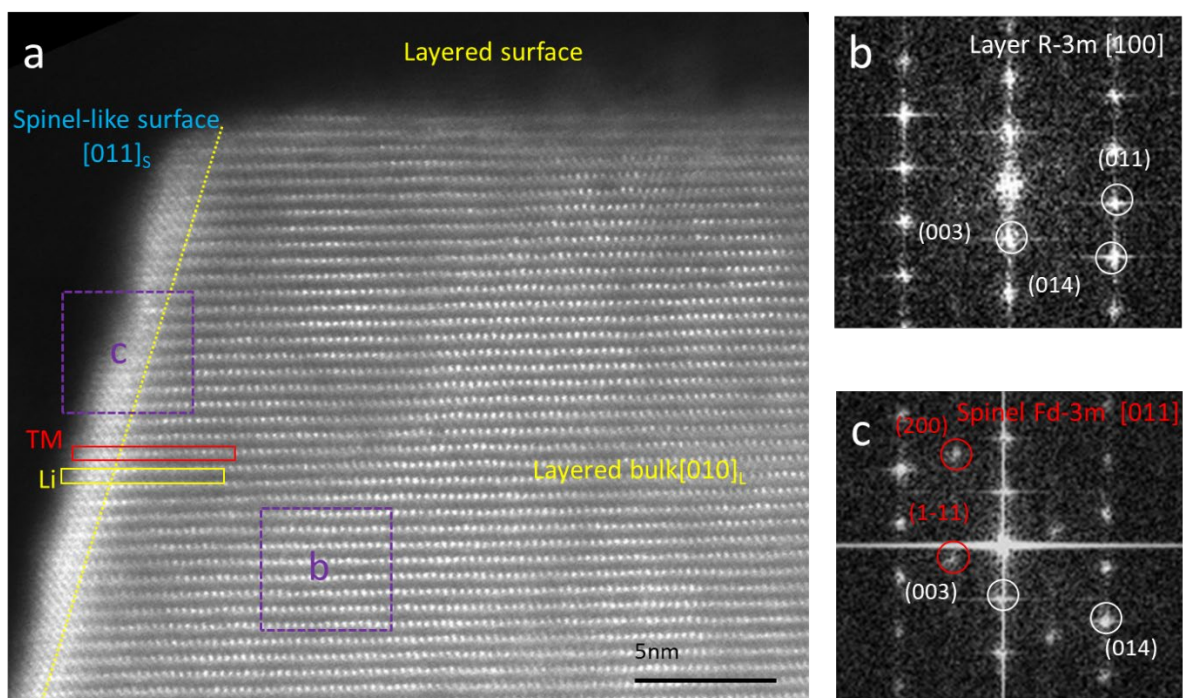 a
Layered surface
Spinel-like surface
[011]S
c
TM
Li
Layered bulk[010]L
b
5nm
b
Layer R-3m [100]
(011)
(003)
(014)
c
Spinel Fd-3m [011]
(200)
(1-11)
(003)
(014)